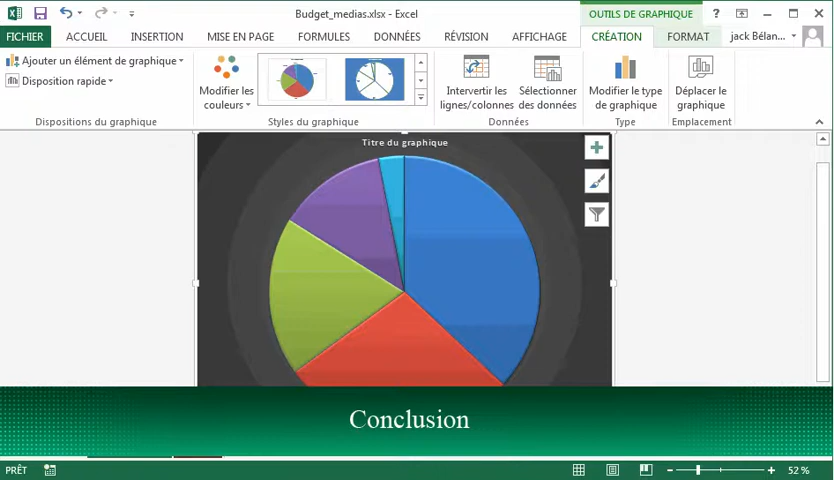 Budget_medias.xlsx - Excel
OUTILS DE GRAPHIQUE
?
FICHIER ACCUEIL INSERTION MISE EN PAGE FORMULES DONNÉES RÉVISION AFFICHAGE CRÉATION FORMAT jack Bélan...
Ajouter un élément de graphique
Disposition rapide
Dispositions du graphique
Modifier les
couleurs
Styles du graphique
Intervertir les
lignes/colonnes
Sélectionner
des données
Données
Modifier le type
de graphique
Type
Déplacer le
graphique
Emplacement
Titre du graphique
Conclusion
PRÊT
52 %